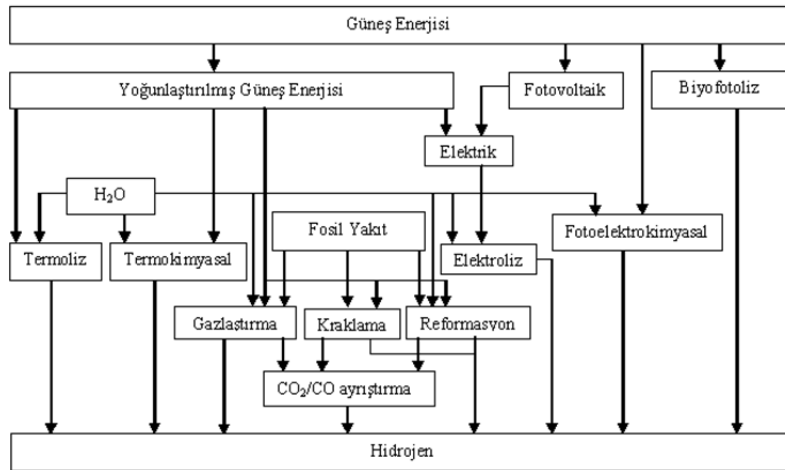 Güneş Enerjisi
Yoğunlaştırılmış Güneş Enerjisi
Fotovoltaik
Biyofotoliz
Elektrik
H₂O
Fosil Yakıt
Fotoelektrokimyasal
Termoliz
Termokimyasal
Elektroliz
Gazlaştırma
Kraklama
Reformasyon
CO₂/CO ayrıştırma
Hidrojen